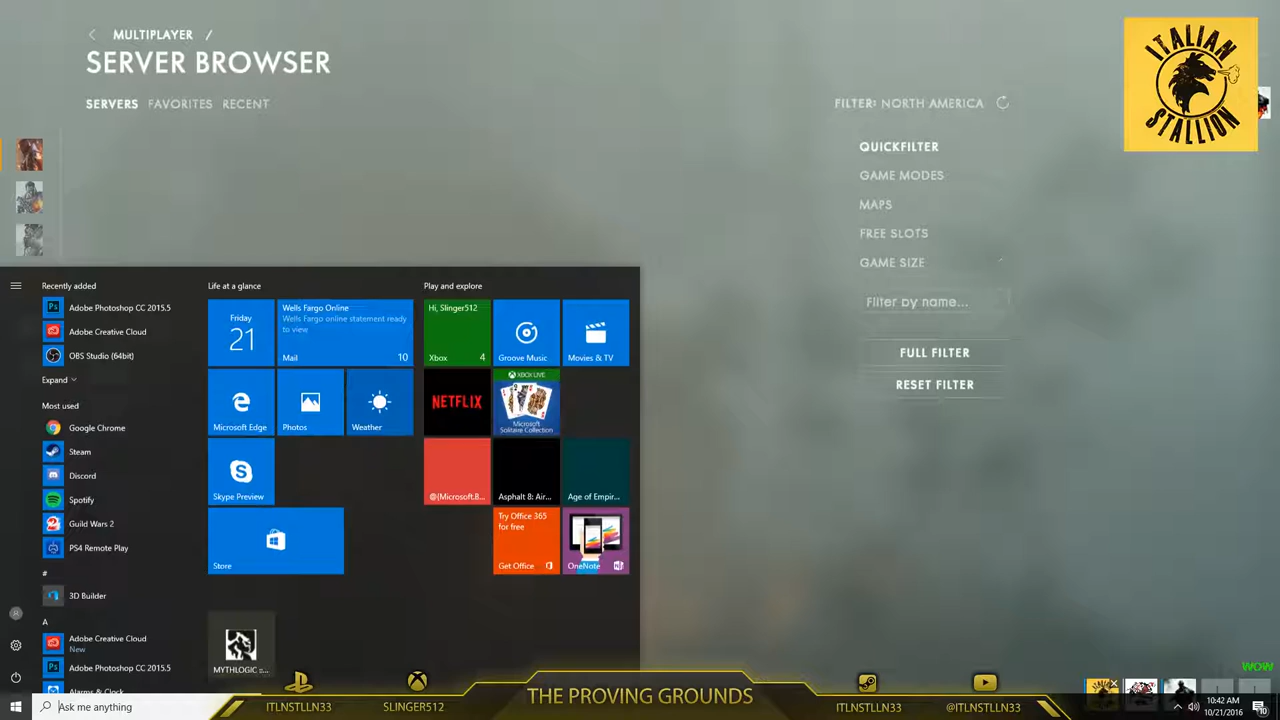 MULTIPLAYER /
SERVER BROWSER
SERVERS FAVORITES RECENT
FILTER: NORTH AMERICA
QUICKFILTER
GAME MODES
MAPS
FREE SLOTS
GAME SIZE
Filter by name...
FULL FILTER
RESET FILTER
ITALIAN
STALLION
Recently added
Adobe Photoshop CC 2015.5
Adobe Creative Cloud
OBS Studio (64bit)
Expand
Most used
Google Chrome
Steam
Discord
Spotify
Guild Wars 2
PS4 Remote Play
#
3D Builder
A
Adobe Creative Cloud
New
Adobe Photoshop CC 2015.5
Alarms & Clock
Life at a glance
Friday
21
Wells Fargo Online
Wells Fargo online statement ready
to view
Mail 10
Microsoft Edge
Photos
Weather
Skype Preview
Store
MYTHLOGIC ::...
Play and explore
Hi, Slinger512
Xbox 4
Groove Music
Movies & TV
NETFLIX
XBOX LIVE
Microsoft
Solitaire Collection
@{Microsoft.B...
Asphalt 8: Air...
Age of Empir...
Try Office 365
for free
Get Office
OneNote
Ask me anything
ITLNSTLLN33
SLINGER512
THE PROVING GROUNDS
ITLNSTLLN33
@ITLNSTLLN33
WOW
10:42 AM
10/21/2016
10